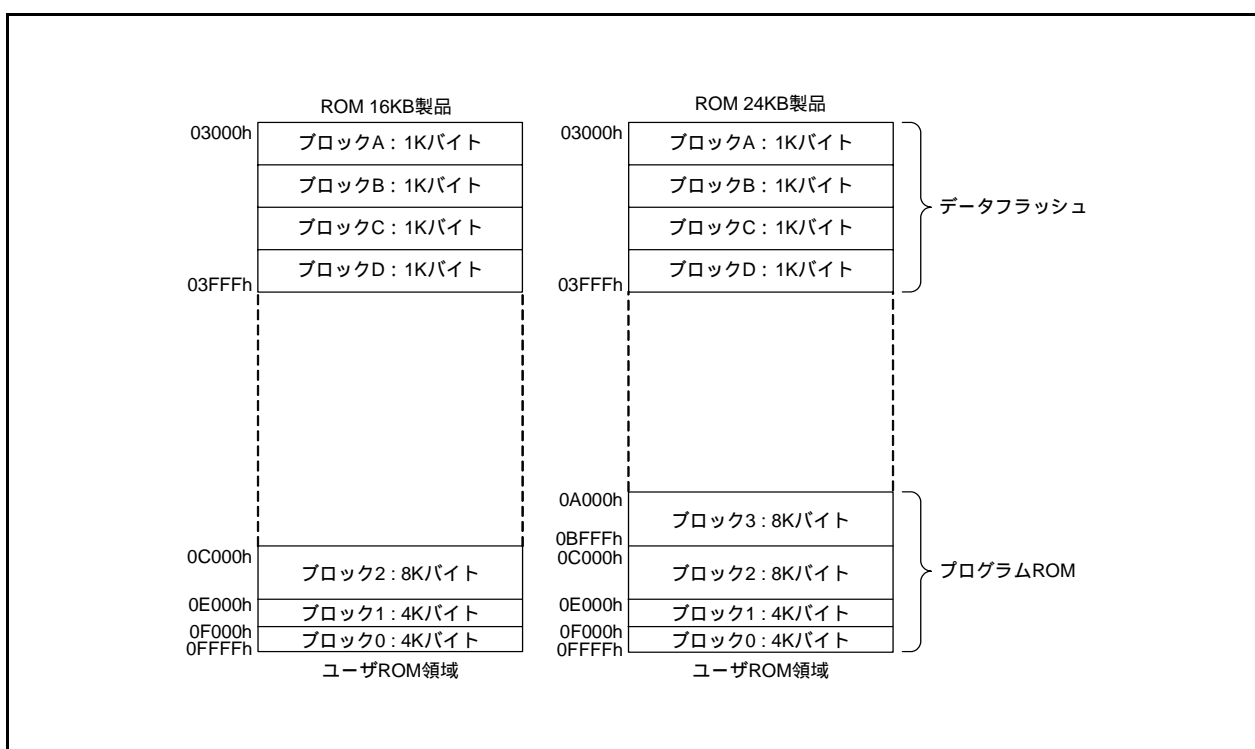 ROM 16KB製品
03000h
ブロックA : 1Kバイト
ブロックB : 1Kバイト
ブロックC : 1Kバイト
ブロックD : 1Kバイト
03FFFh
0C000h
ブロック2 : 8Kバイト
0E000h
ブロック1 : 4Kバイト
0F000h
ブロック0 : 4Kバイト
0FFFFh
ユーザROM領域
ROM 24KB製品
03000h
ブロックA : 1Kバイト
ブロックB : 1Kバイト
ブロックC : 1Kバイト
ブロックD : 1Kバイト
03FFFh
データフラッシュ
0A000h
ブロック3 : 8Kバイト
0BFFFh
0C000h
ブロック2 : 8Kバイト
0E000h
ブロック1 : 4Kバイト
0F000h
ブロック0 : 4Kバイト
0FFFFh
プログラムROM
ユーザROM領域